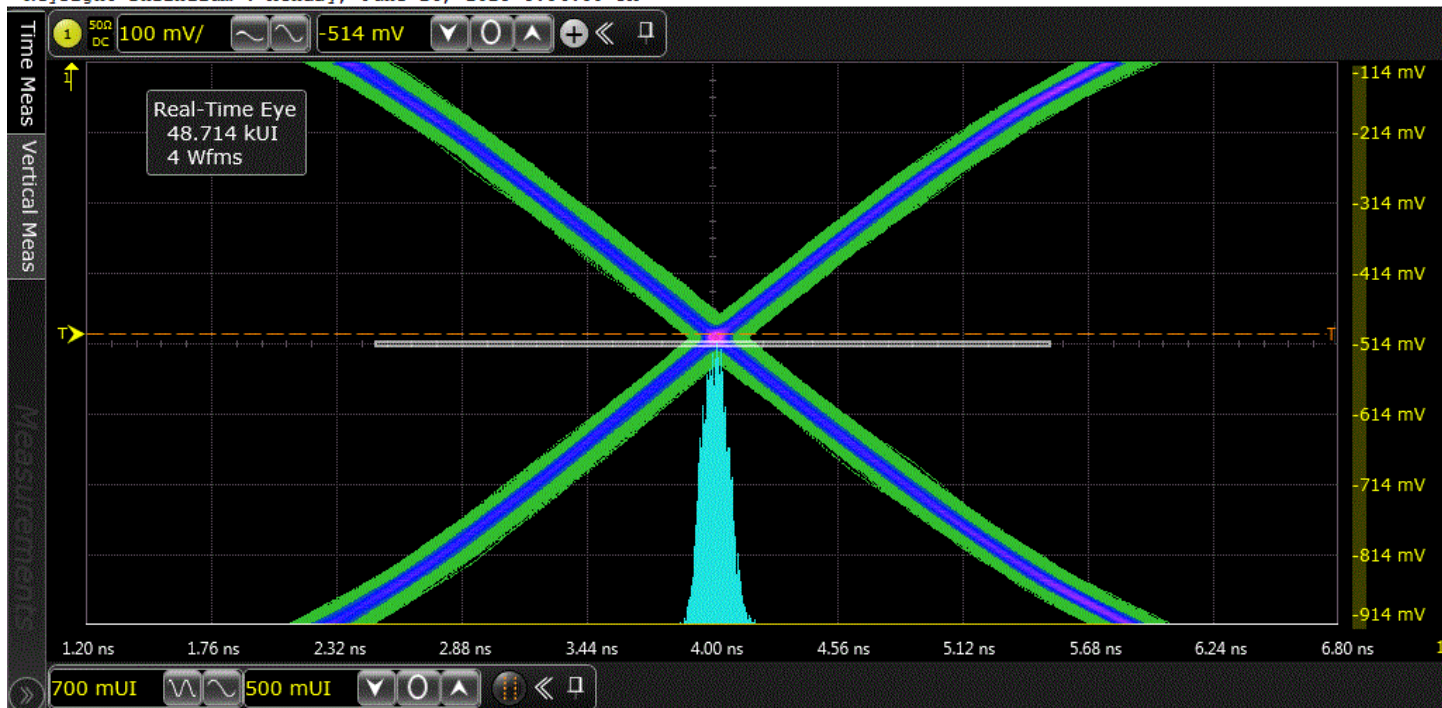 1 50Ω DC 100 mV/ -514 mV
Time Meas
Vertical Meas
Measurements
1
Real-Time Eye
48.714 kUI
4 Wfms
T
T
-114 mV
-214 mV
-314 mV
-414 mV
-514 mV
-614 mV
-714 mV
-814 mV
-914 mV
1.20 ns 1.76 ns 2.32 ns 2.88 ns 3.44 ns 4.00 ns 4.56 ns 5.12 ns 5.68 ns 6.24 ns 6.80 ns
700 mUI 500 mUI